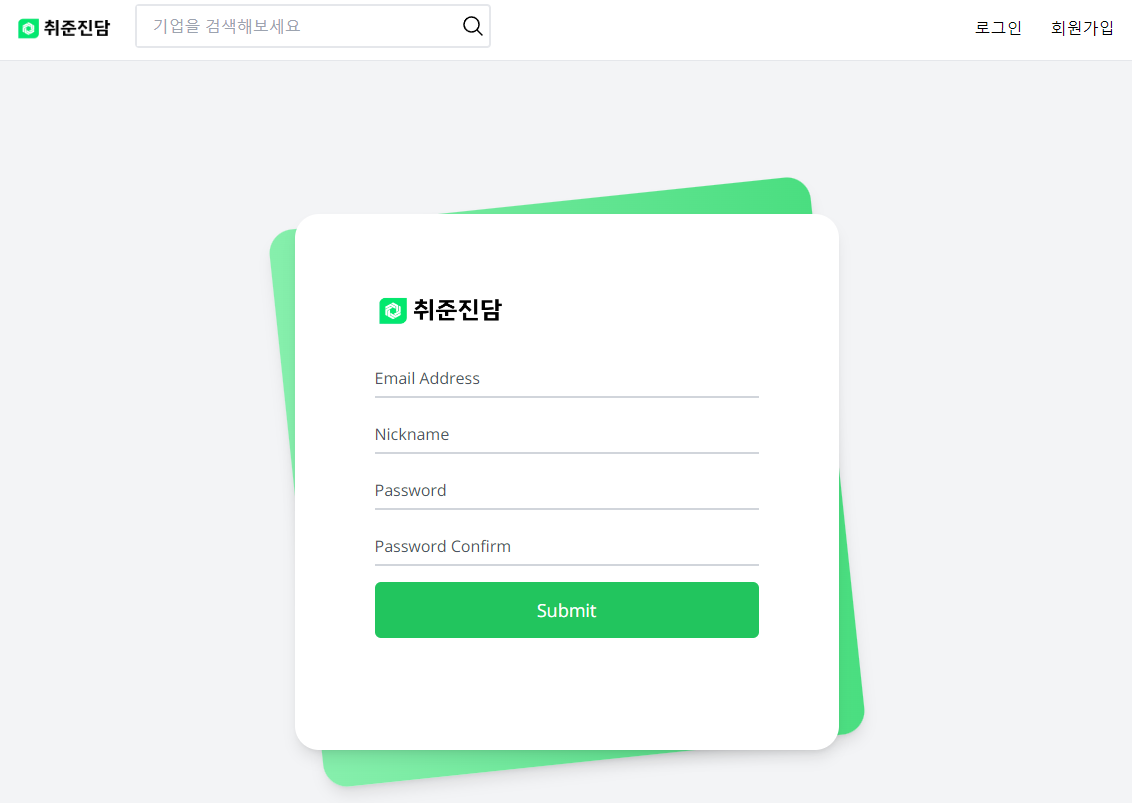 취준진담
기업을 검색해보세요
로그인
회원가입
취준진담
Email Address
Nickname
Password
Password Confirm
Submit